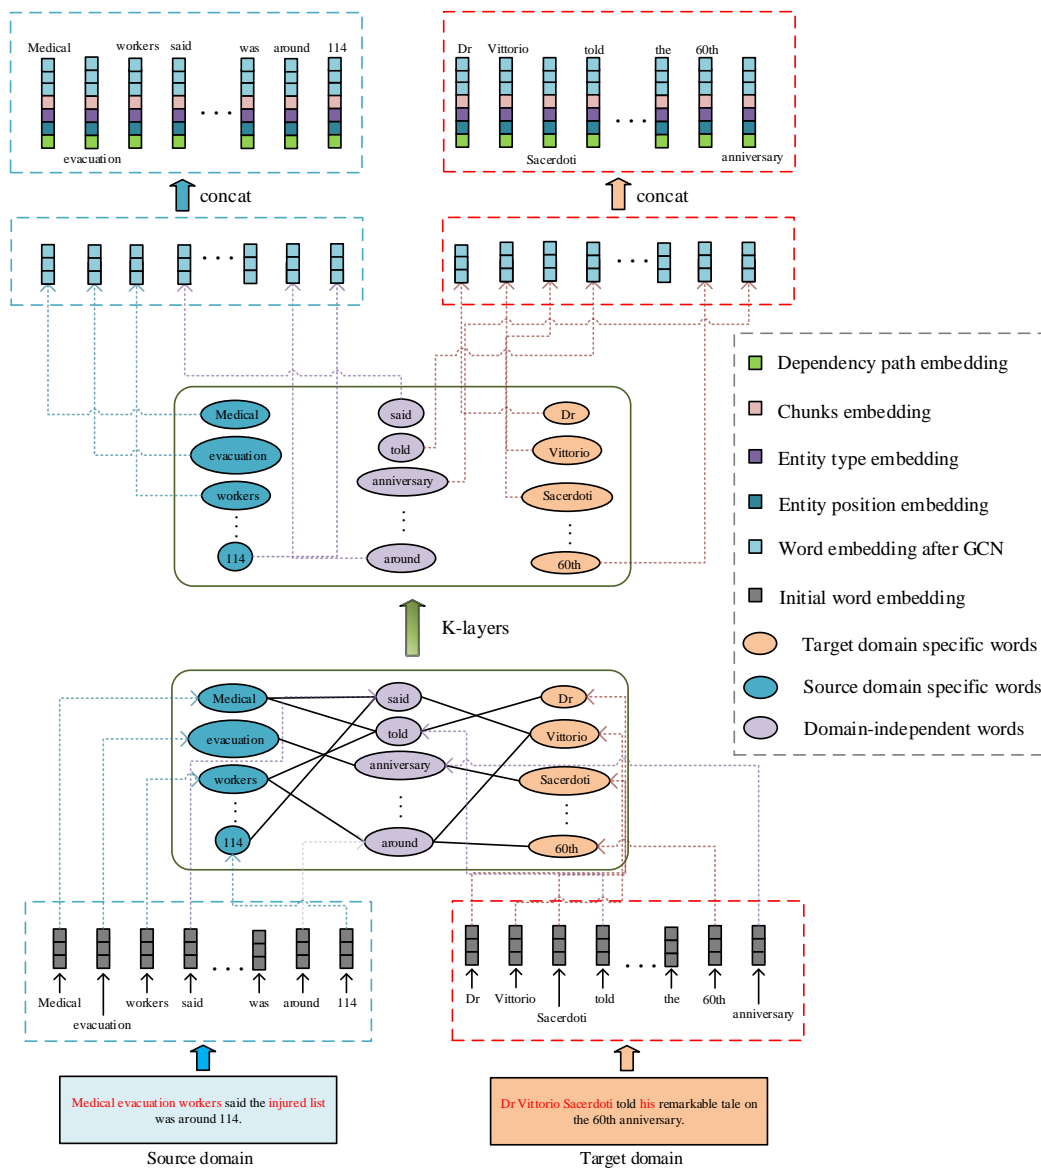 Medical workers said was around 114
evacuation
Dr Vittorio told the 60th
Sacerdoti anniversary
concat
concat
Medical
evacuation
workers
114
said
told
anniversary
around
Dr
Vittorio
Sacerdoti
60th
K-layers
Medical
evacuation
workers
114
said
told
anniversary
around
Dr
Vittorio
Sacerdoti
60th
Dependency path embedding
Chunks embedding
Entity type embedding
Entity position embedding
Word embedding after GCN
Initial word embedding
Target domain specific words
Source domain specific words
Domain-independent words
Medical workers said was around 114
evacuation
Dr Vittorio told the 60th
Sacerdoti anniversary
Medical evacuation workers said the injured list
was around 114.
Source domain
Dr Vittorio Sacerdoti told his remarkable tale on
the 60th anniversary.
Target domain